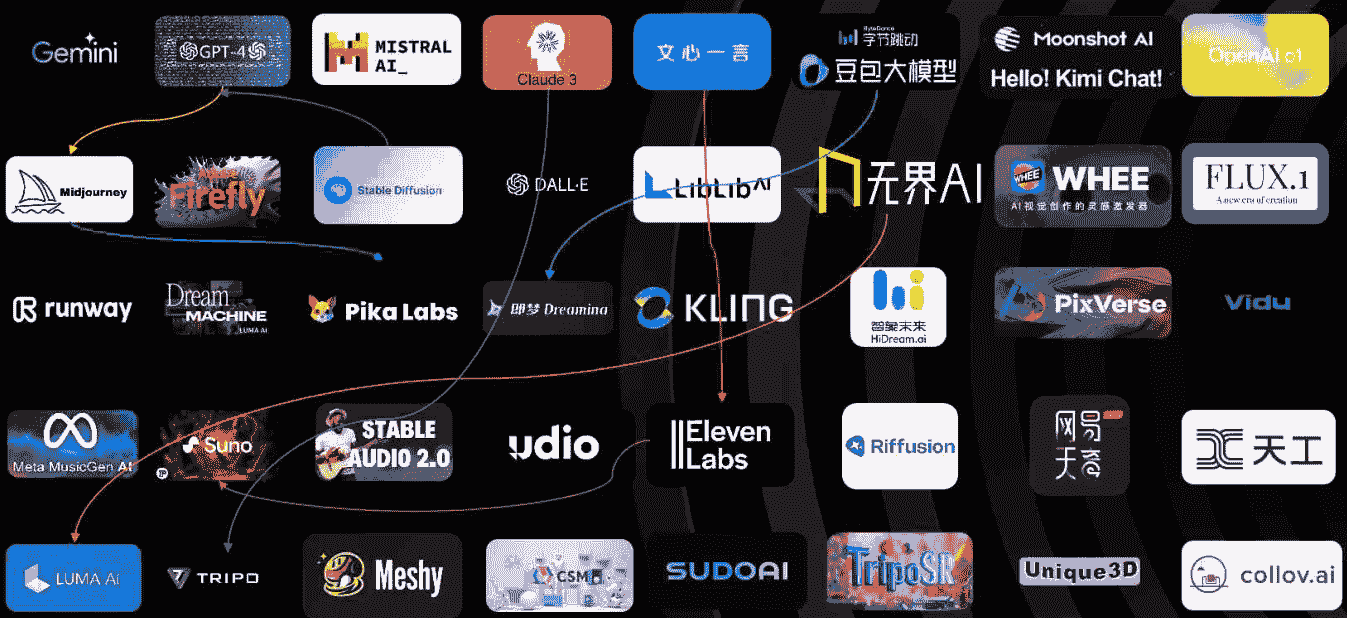 Gemini
GPT-4
MISTRAL
AI_
Claude 3
文心一言
ByteDance
字节跳动
豆包大模型
Moonshot AI
Hello! Kimi Chat!
OpenAI o1
Midjourney
Adobe
Firefly
Stable Diffusion
DALL·E
LibLibAI
无界AI
WHEE
WHEE
AI视觉创作的灵感激发器
FLUX.1
A new era of creation
runway
Dream
MACHINE
LUMA AI
Pika Labs
即梦 Dreamina
KLING
智象未来
HiDream.ai
PixVerse
Vidu
Meta MusicGen AI
Suno
STABLE
AUDIO 2.0
udio
ElevenLabs
Riffusion
网易
天音
天工
LUMA AI
TRIPO
Meshy
CSM
SUDOAI
TripoSR
Unique3D
collov.ai